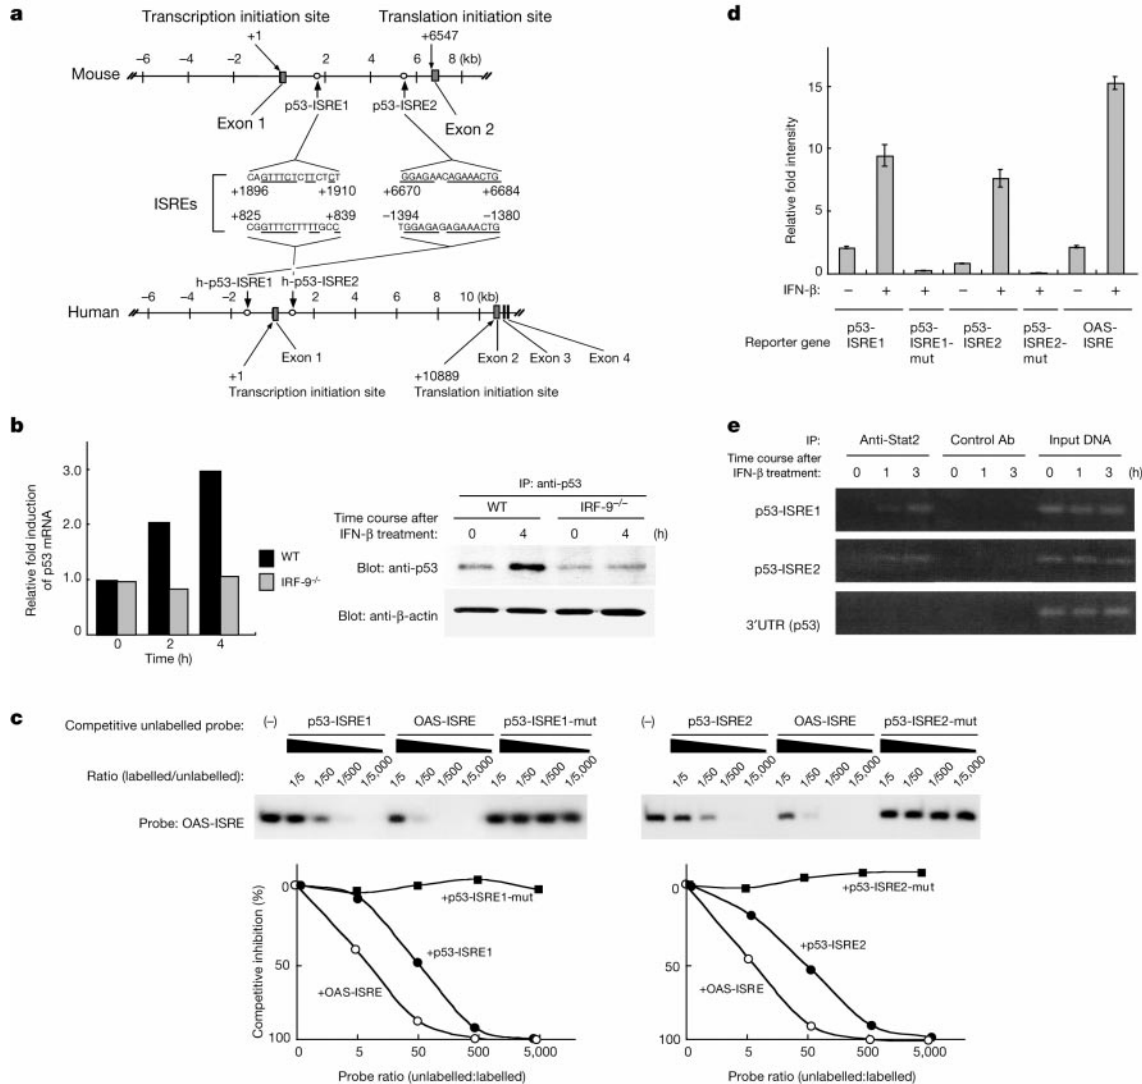 a
Transcription initiation site
Translation initiation site
+1
+6547
–6 –4 –2 2 4 6 8 (kb)
Mouse
p53-ISRE1
p53-ISRE2
Exon 1
Exon 2
CAGTTTCTCTTCTCT
GGAGAACAGAAACTG
+1896 +1910
+6670 +6684
ISREs
+825 +839
–1394 –1380
CGGTTTCTTTTTGCC
TGGAGAGAGAAACTG
h-p53-ISRE1
h-p53-ISRE2
–6 –4 –2 2 4 6 8 10 (kb)
Human
Exon 1
Exon 2
Exon 3
Exon 4
+1
+10889
Transcription initiation site
Translation initiation site
b
Relative fold induction
of p53 mRNA
3.0
2.0
1.0
0
0 2 4
Time (h)
WT
IRF-9–/–
IP: anti-p53
WT
IRF-9–/–
Time course after
IFN-β treatment:
0 4 0 4 (h)
Blot: anti-p53
Blot: anti-β-actin
c
Competitive unlabelled probe:
(–)
p53-ISRE1
OAS-ISRE
p53-ISRE1-mut
Ratio (labelled/unlabelled):
1/5 1/50 1/500 1/5,000 1/5 1/50 1/500 1/5,000 1/5 1/50 1/500 1/5,000
Probe: OAS-ISRE
(–)
p53-ISRE2
OAS-ISRE
p53-ISRE2-mut
1/5 1/50 1/500 1/5,000 1/5 1/50 1/500 1/5,000 1/5 1/50 1/500 1/5,000
Competitive inhibition (%)
0
50
100
+p53-ISRE1-mut
+p53-ISRE1
+OAS-ISRE
0 5 50 500 5,000
Probe ratio (unlabelled:labelled)
0
50
100
+p53-ISRE2-mut
+p53-ISRE2
+OAS-ISRE
0 5 50 500 5,000
Probe ratio (unlabelled:labelled)
d
Relative fold intensity
15
10
5
0
IFN-β: – + + – + + – +
Reporter gene
p53-
ISRE1
p53-
ISRE1-
mut
p53-
ISRE2
p53-
ISRE2-
mut
OAS-
ISRE
e
IP: Anti-Stat2 Control Ab Input DNA
Time course after
IFN-β treatment: 0 1 3 0 1 3 0 1 3 (h)
p53-ISRE1
p53-ISRE2
3′UTR (p53)